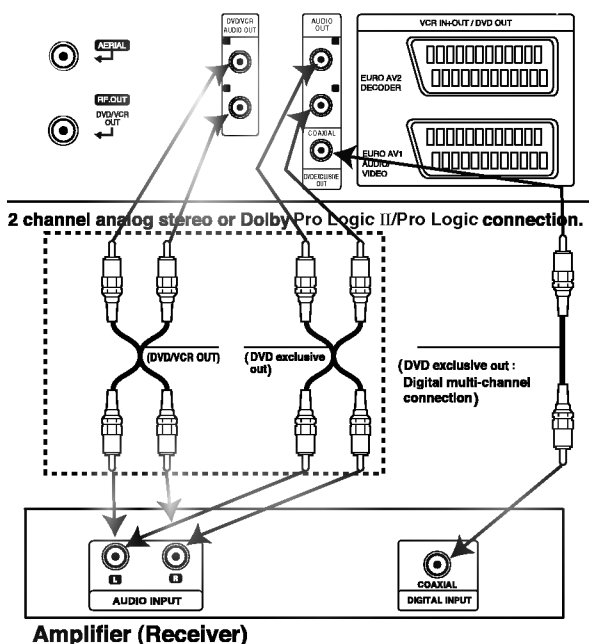 AERIAL
RF.OUT
DVD/VCR
OUT
DVD/VCR
AUDIO OUT
AUDIO
OUT
COAXIAL
DVD EXCLUSIVE
OUT
VCR IN+OUT / DVD OUT
EURO AV2
DECODER
EURO AV1
AUDIO/
VIDEO
2 channel analog stereo or Dolby Pro Logic II/Pro Logic connection.
(DVD/VCR OUT)
(DVD exclusive
out)
(DVD exclusive out :
Digital multi-channel
connection)
L
R
AUDIO INPUT
COAXIAL
DIGITAL INPUT
Amplifier (Receiver)